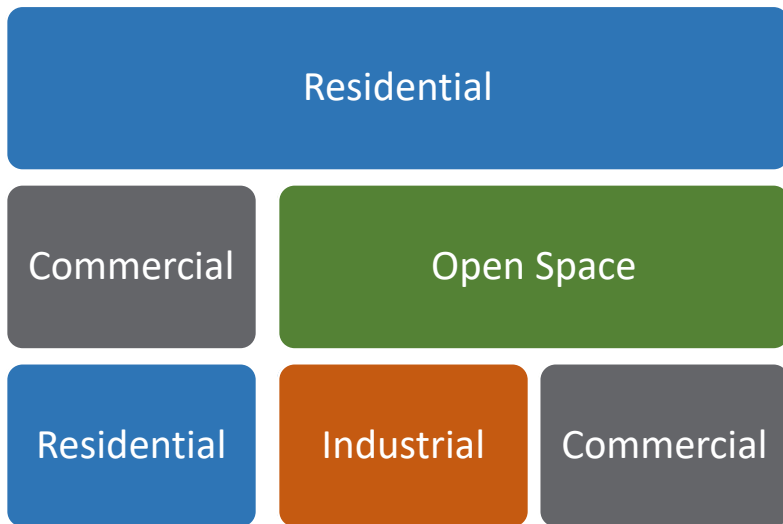 Residential
Commercial
Open Space
Residential
Industrial
Commercial